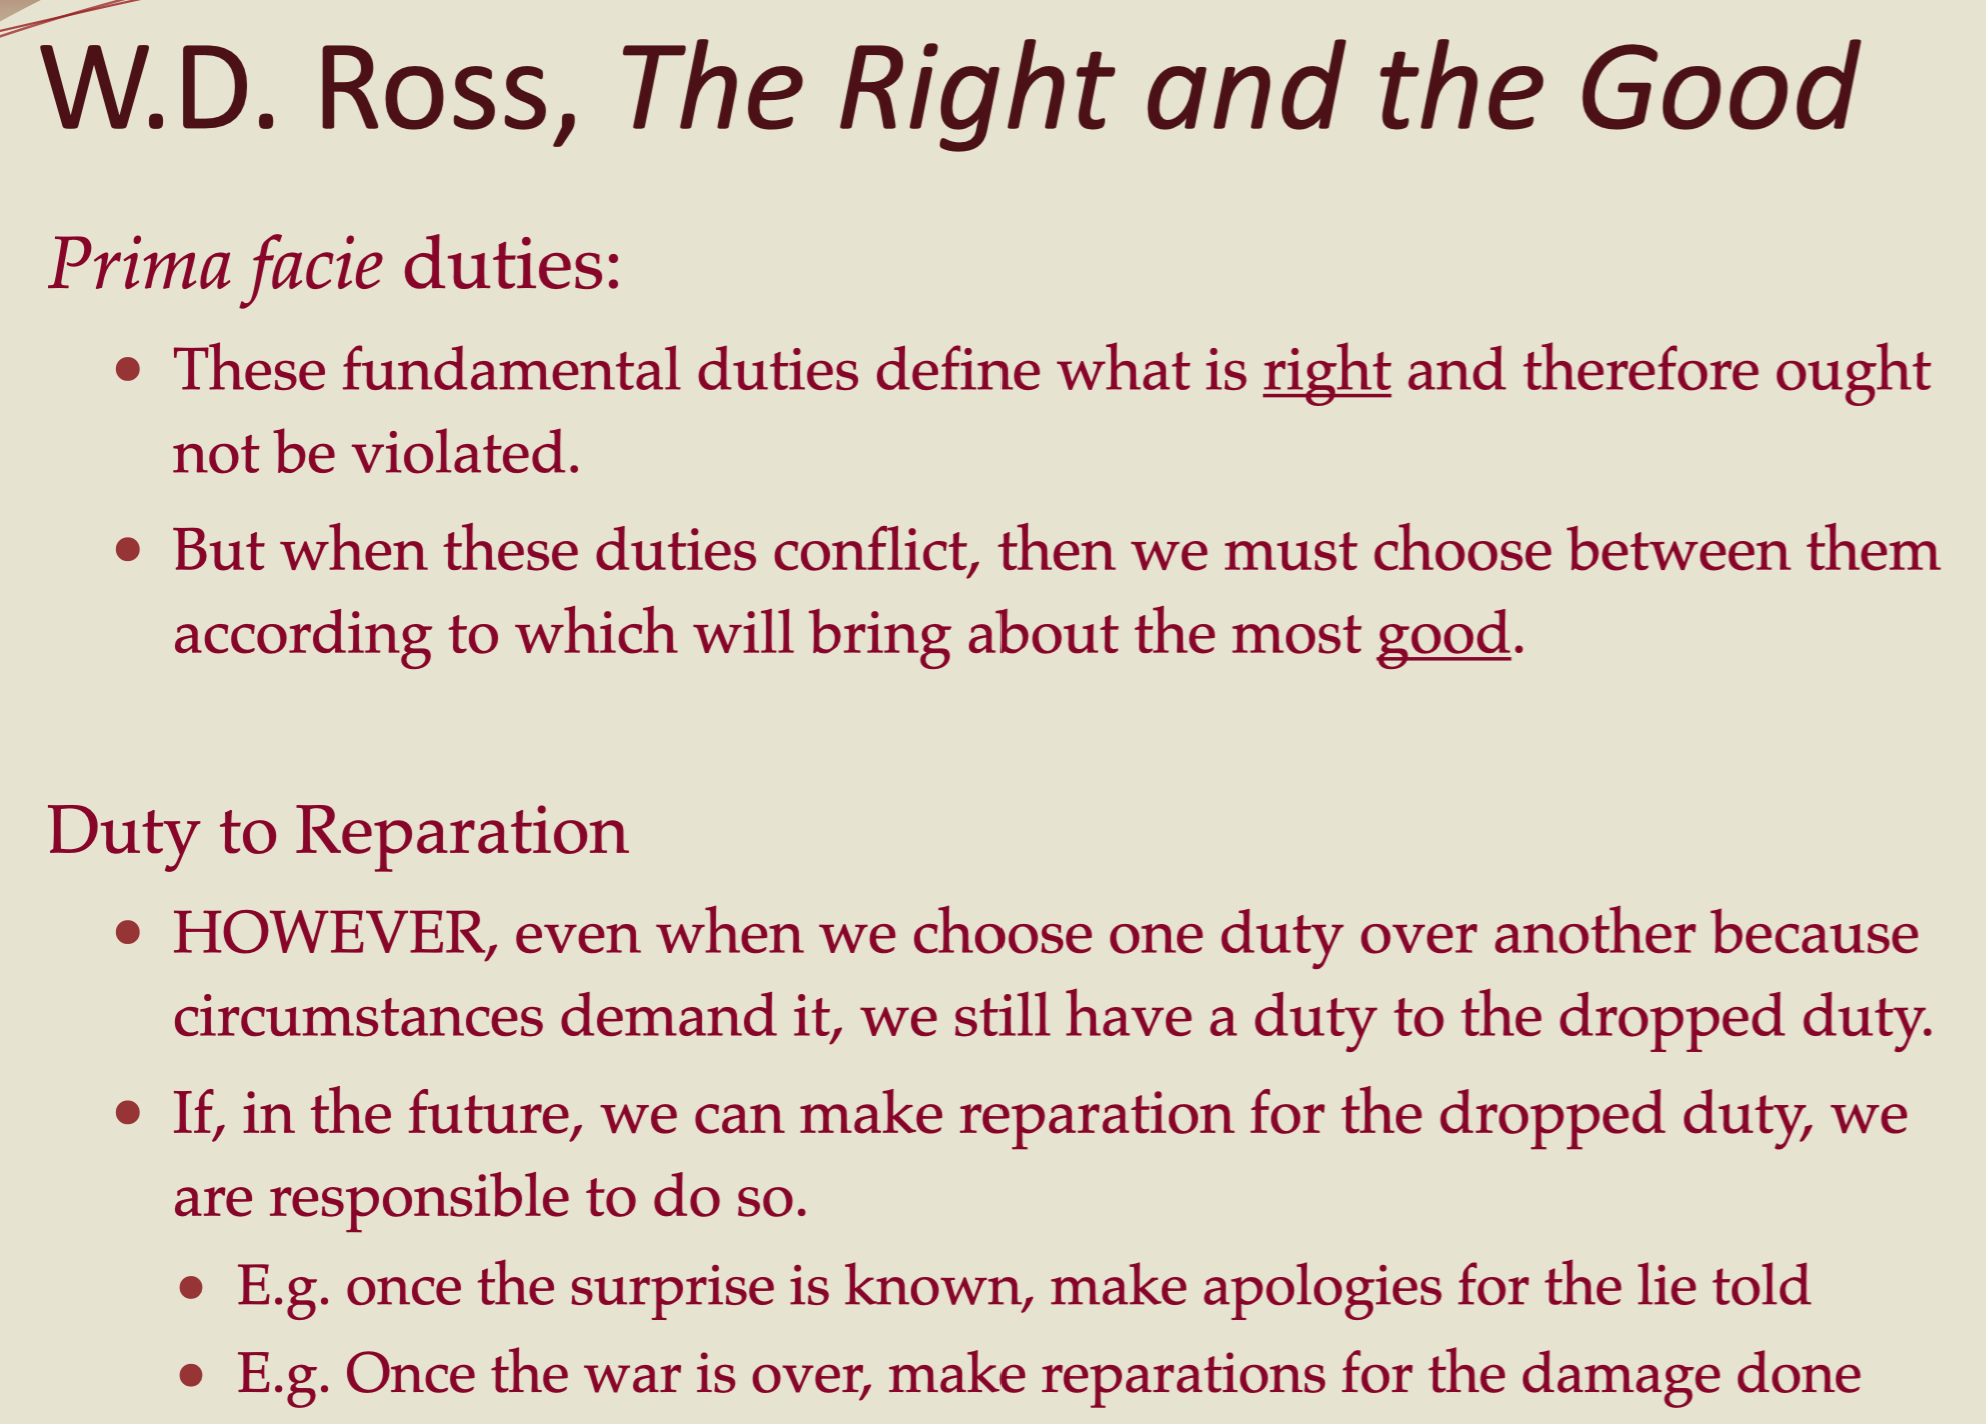 W.D. Ross, The Right and the Good
Prima facie duties:
• These fundamental duties define what is right and therefore ought
not be violated.
• But when these duties conflict, then we must choose between them
according to which will bring about the most good.
Duty to Reparation
• HOWEVER, even when we choose one duty over another because
circumstances demand it, we still have a duty to the dropped duty.
• If, in the future, we can make reparation for the dropped duty, we
are responsible to do so.
• E.g. once the surprise is known, make apologies for the lie told
• E.g. Once the war is over, make reparations for the damage done